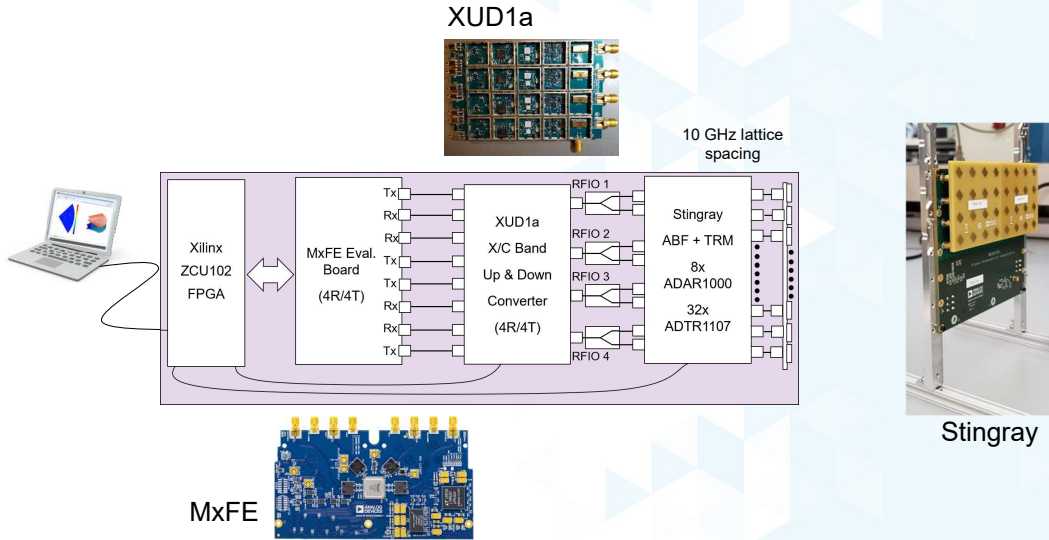 XUD1a
10 GHz lattice
spacing
Xilinx
ZCU102
FPGA
MxFE Eval.
Board
(4R/4T)
Tx
Rx
Rx
Tx
Tx
Rx
Rx
Tx
XUD1a
X/C Band
Up & Down
Converter
(4R/4T)
RFIO 1
RFIO 2
RFIO 3
RFIO 4
Stingray
ABF + TRM
8x
ADAR1000
32x
ADTR1107
Stingray
MxFE
ANALOG
DEVICES